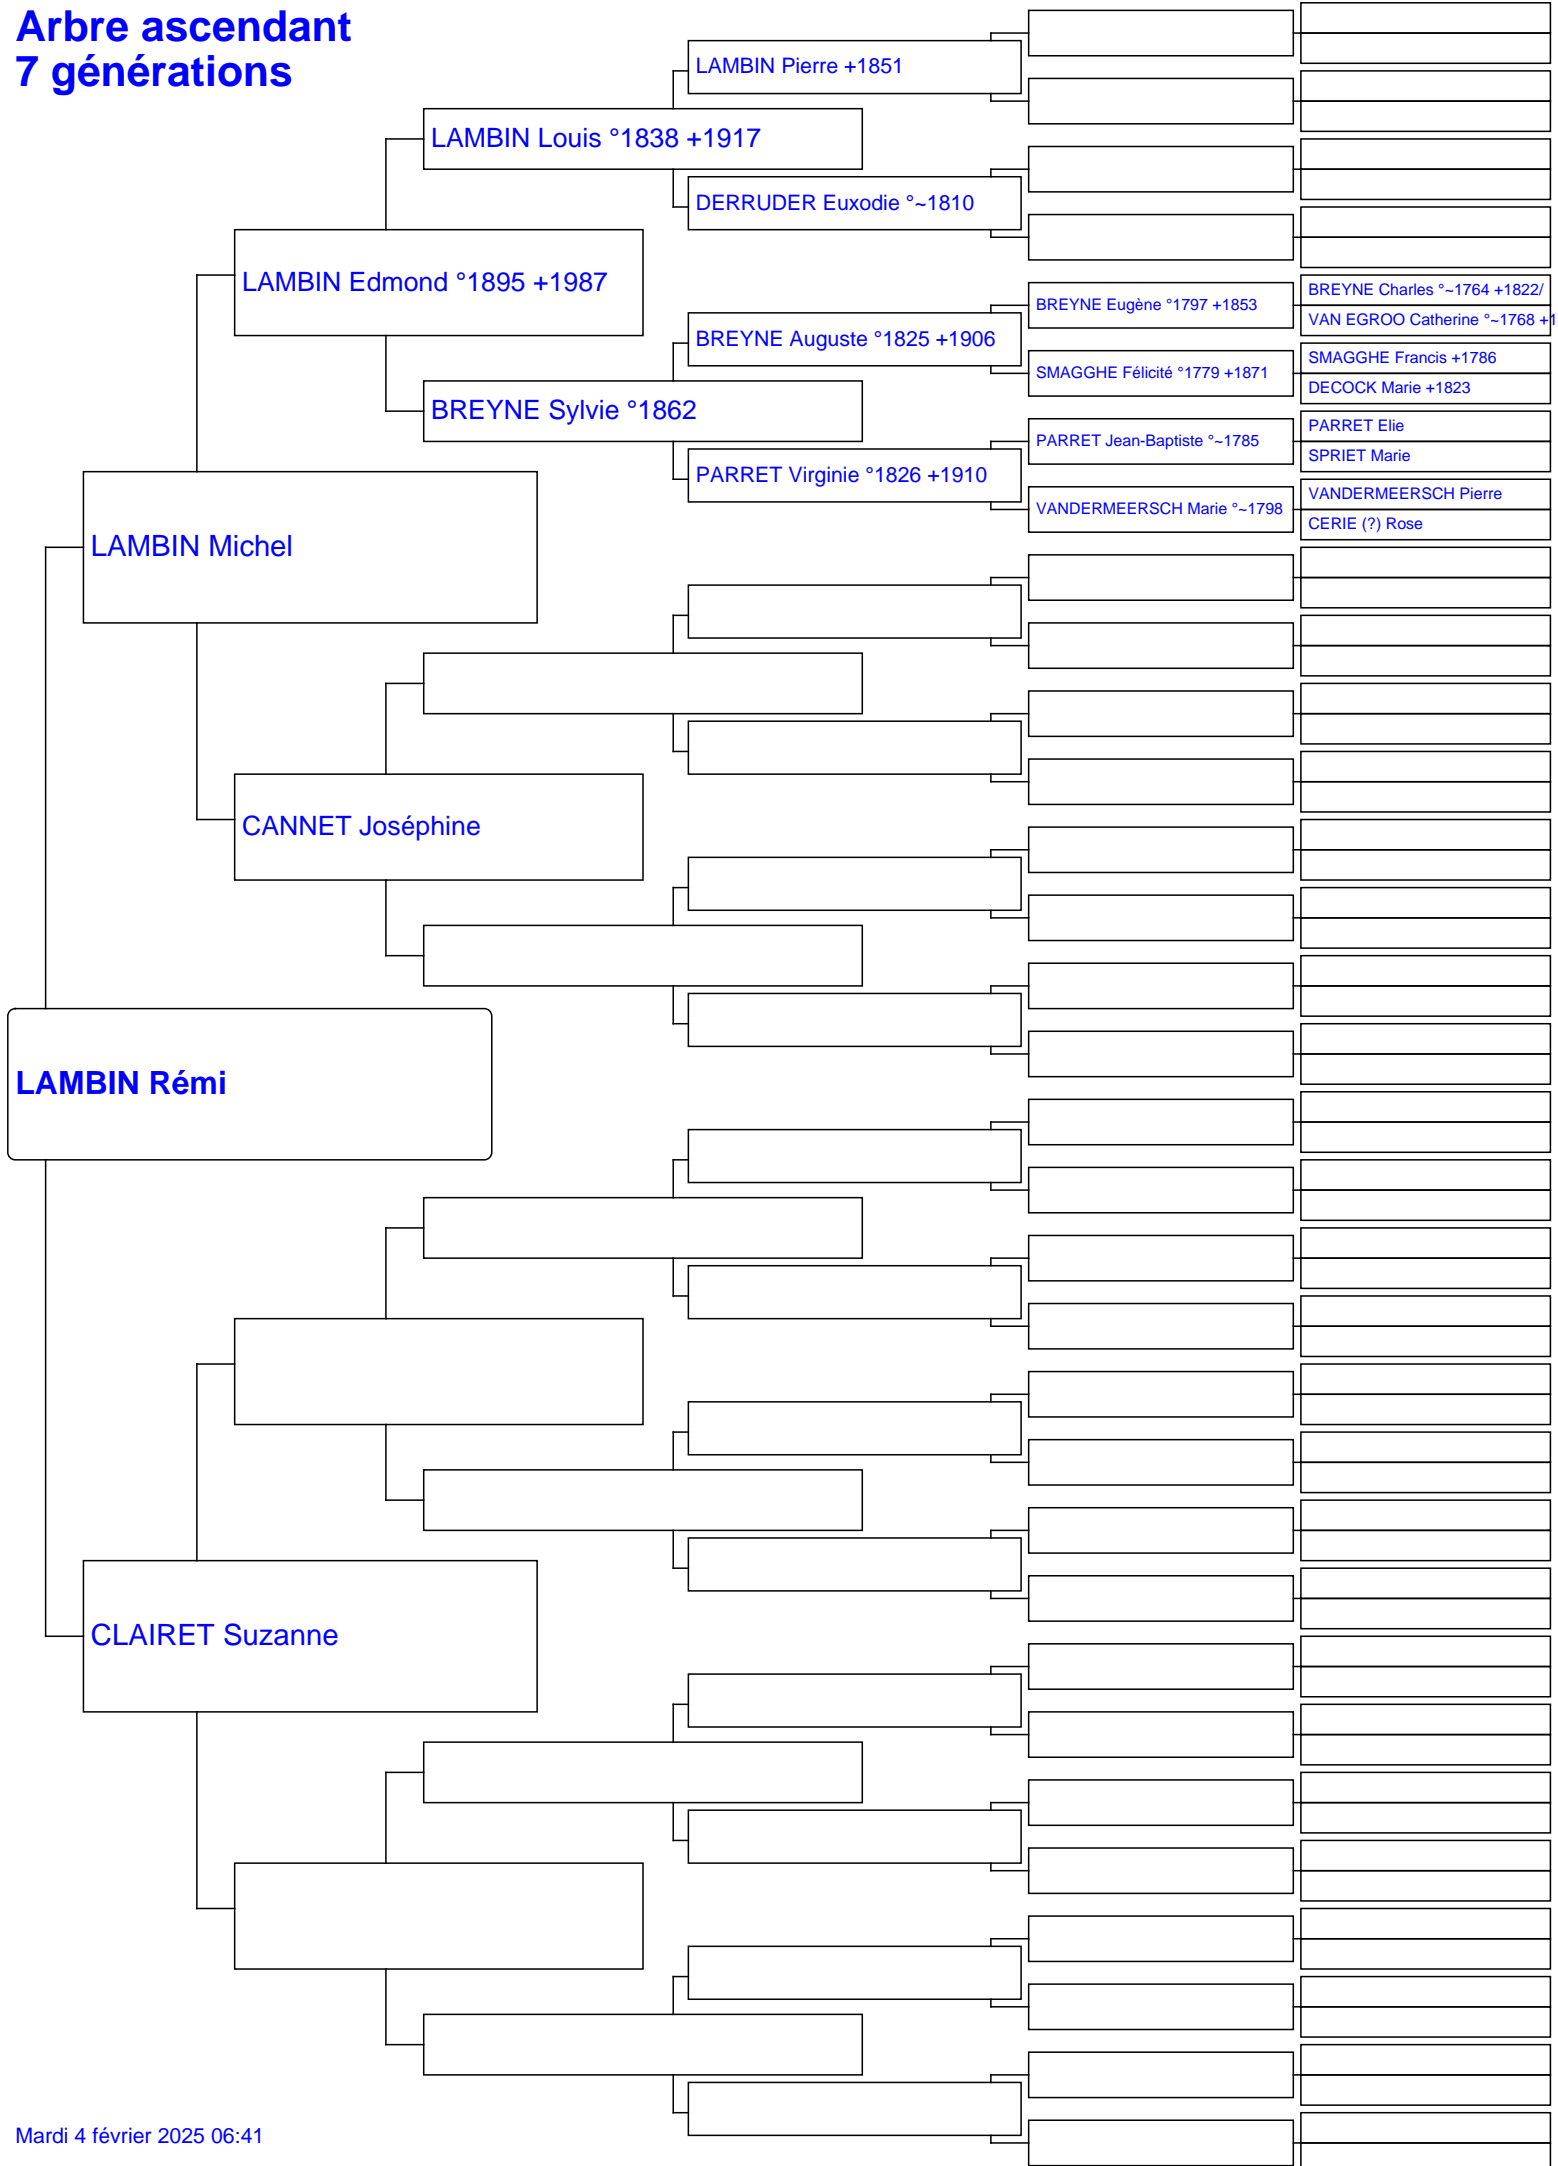 Arbre ascendant
7 générations
LAMBIN Pierre +1851
LAMBIN Louis °1838 +1917
DERRUDER Euxodie °~1810
LAMBIN Edmond °1895 +1987
BREYNE Charles °~1764 +1822/
BREYNE Eugène °1797 +1853
VAN EGROO Catherine °~1768 +1
BREYNE Auguste °1825 +1906
SMAGGHE Francis +1786
SMAGGHE Félicité °1779 +1871
DECOCK Marie +1823
BREYNE Sylvie °1862
PARRET Elie
PARRET Jean-Baptiste °~1785
SPRIET Marie
PARRET Virginie °1826 +1910
VANDERMEERSCH Pierre
VANDERMEERSCH Marie °~1798
CERIE (?) Rose
LAMBIN Michel
CANNET Joséphine
LAMBIN Rémi
CLAIRET Suzanne
Mardi 4 février 2025 06:41